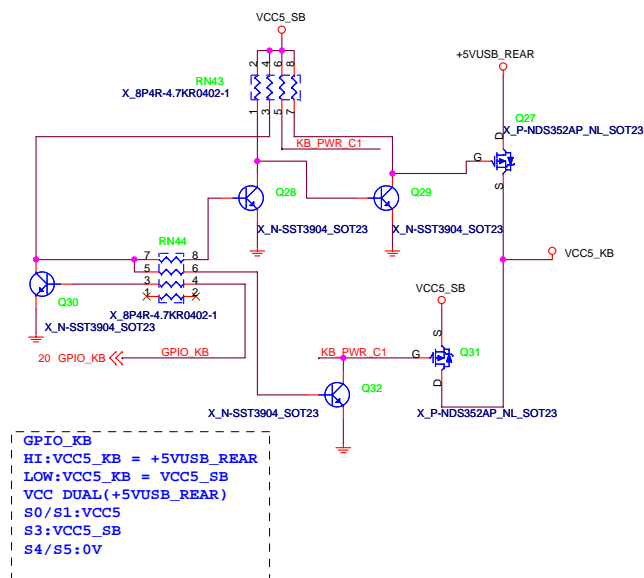 VCC5_SB
+5VUSB_REAR
2
4
6
8
RN43
X_8P4R-4.7KR0402-1
1
3
5
7
KB_PWR_C1
Q27
X_P-NDS352AP_NL_SOT23
D
G
S
Q28
X_N-SST3904_SOT23
Q29
X_N-SST3904_SOT23
RN44
7 8
5 6
3 4
1 2
X_8P4R-4.7KR0402-1
Q30
X_N-SST3904_SOT23
20 GPIO_KB
GPIO_KB
VCC5_KB
VCC5_SB
KB_PWR_C1
S
G
D
Q31
X_P-NDS352AP_NL_SOT23
Q32
X_N-SST3904_SOT23
GPIO_KB
HI:VCC5_KB = +5VUSB_REAR
LOW:VCC5_KB = VCC5_SB
VCC DUAL(+5VUSB_REAR)
S0/S1:VCC5
S3:VCC5_SB
S4/S5:0V